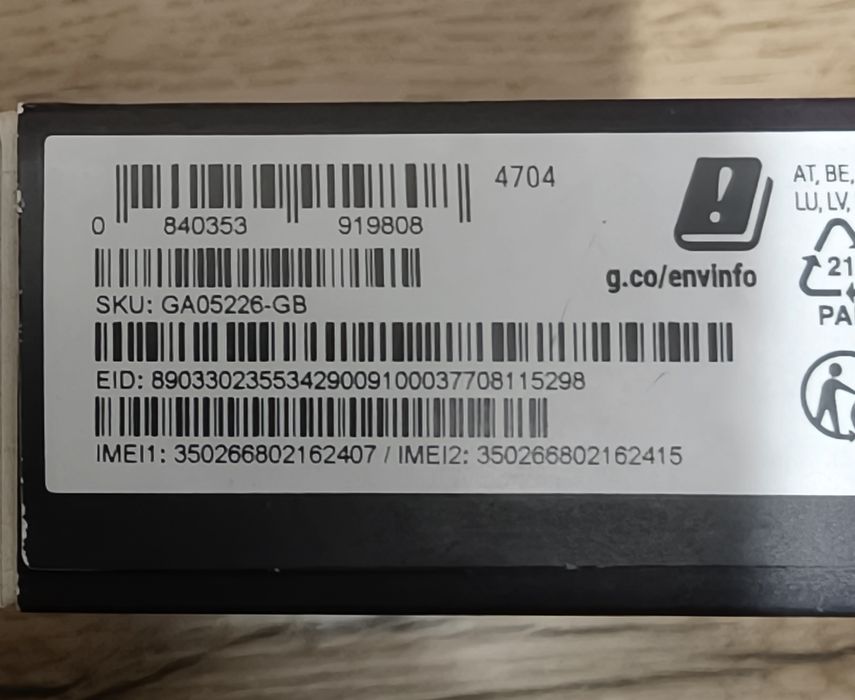 4704
0 840353 919808
SKU: GA05226-GB
EID: 89033023553429009100037708115298
IMEI1: 350266802162407 / IMEI2: 350266802162415
g.co/envinfo
AT, BE,
LU, LV,
21
PA